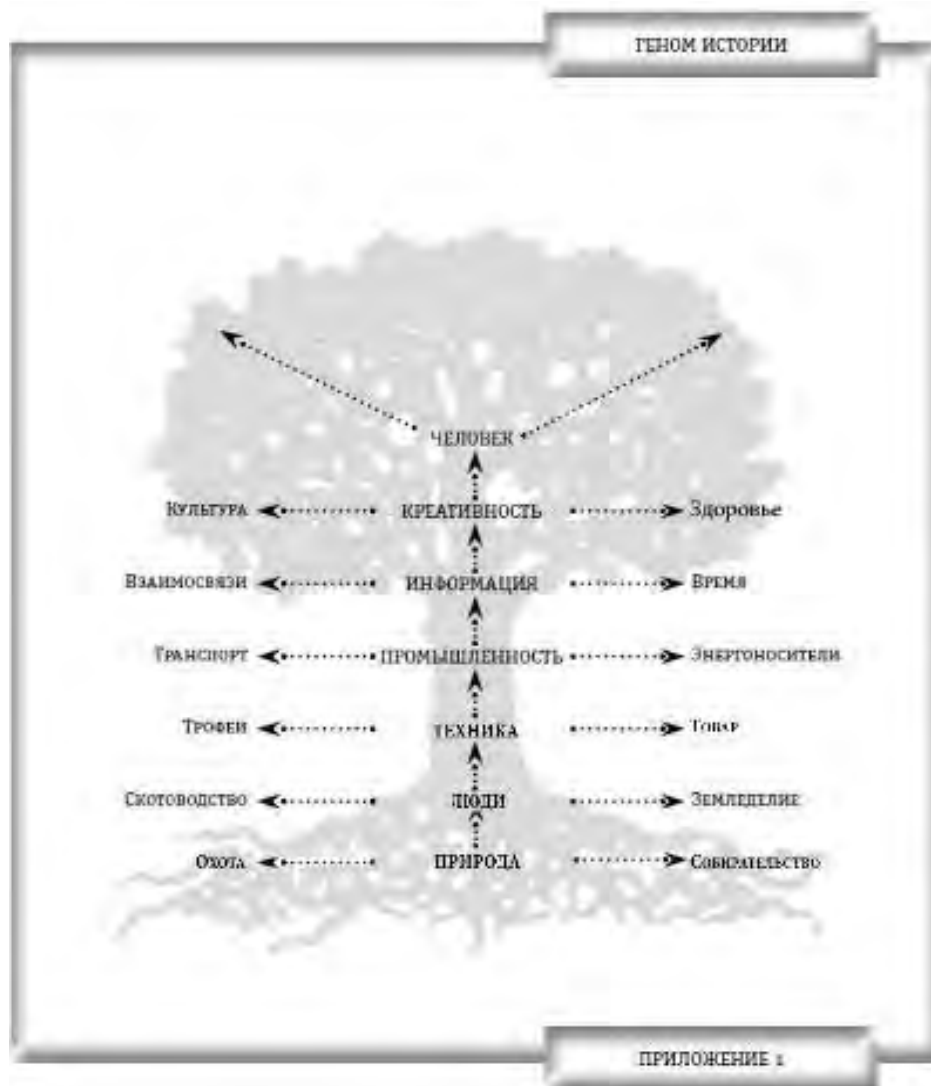 ГЕНОМ ИСТОРИИ
ЧЕЛОВЕК
КУЛЬТУРА КРЕАТИВНОСТЬ Здоровье
ВЗАИМОСВЯЗИ ИНФОРМАЦИЯ ВРЕМЯ
ТРАНСПОРТ ПРОМЫШЛЕННОСТЬ ЭНЕРГОНОСИТЕЛИ
ТРОФЕИ ТЕХНИКА ТОВАР
СКОТОВОДСТВО ЛЮДИ ЗЕМЛЕДЕЛИЕ
ОХОТА ПРИРОДА СОБИРАТЕЛЬСТВО
ПРИЛОЖЕНИЕ 1